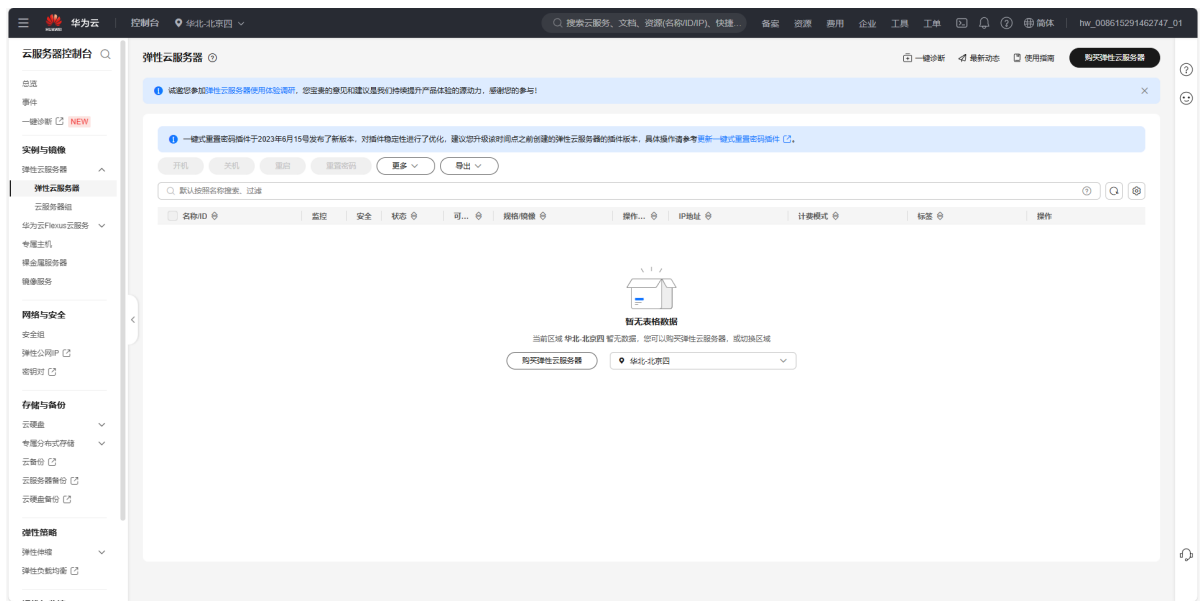 华为云 控制台 华北-北京四 搜索云服务、文档、资源(名称/ID/IP)、快捷... 备案 资源 费用 企业 工具 工单 简体 hw_008615291462747_01
HUAWEI
云服务器控制台
总览
事件
一键诊断 NEW
实例与镜像
弹性云服务器
弹性云服务器
云服务器组
华为云Flexus云服务
专属主机
裸金属服务器
镜像服务
网络与安全
安全组
弹性公网IP
密钥对
存储与备份
云硬盘
专属分布式存储
云备份
云服务器备份
云硬盘备份
弹性策略
弹性伸缩
弹性负载均衡
弹性云服务器 一键诊断 最新动态 使用指南 购买弹性云服务器
诚邀您参加弹性云服务器使用体验调研，您宝贵的意见和建议是我们持续提升产品体验的源动力，感谢您的参与！
一键式重置密码插件于2023年6月15号发布了新版本，对插件稳定性进行了优化，建议您升级该时间点之前创建的弹性云服务器的插件版本，具体操作请参考更新一键式重置密码插件。
开机 关机 重启 重置密码 更多 导出
默认按照名称搜索、过滤
名称/ID 监控 安全 状态 可... 规格/镜像 操作... IP地址 计费模式 标签 操作
暂无表格数据
当前区域 华北-北京四 暂无数据，您可以购买弹性云服务器，或切换区域
购买弹性云服务器 华北-北京四